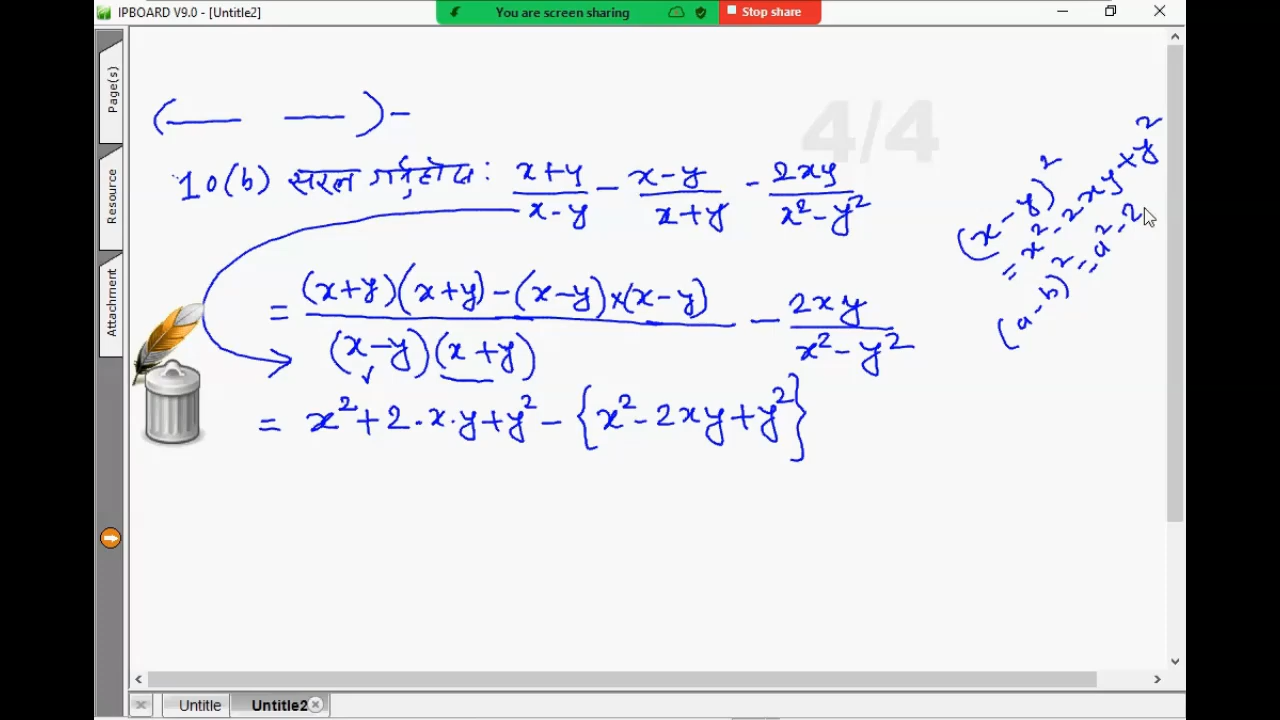 IPBOARD V9.0 - [Untitle2]
You are screen sharing
Stop share
Page(s)
Resource
Attachment
4/4
(— —) –
10(b) सरल गर्नुहोस : (x+y)/(x-y) - (x-y)/(x+y) - 2xy/(x²-y²)
= ((x+y)(x+y)-(x-y)×(x-y))/((x-y)(x+y)) - 2xy/(x²-y²)
= x²+2·x·y+y²-{x²-2xy+y²}
(x-y)²
= x²-2xy+y²
(a-b)² = a²-2
Untitle
Untitle2